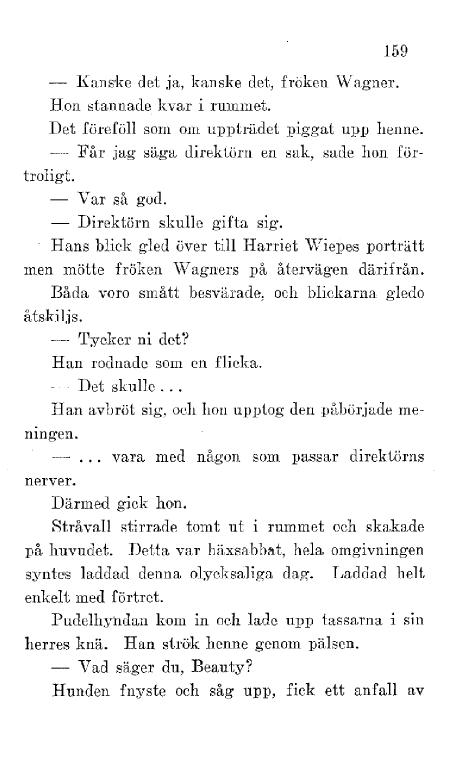 159
— Kanske det ja, kanske det, fröken Wagner.
Hon stannade kvar i rummet.
Det föreföll som om uppträdet piggat upp henne.
— Får jag säga direktörn en sak, sade hon för-
troligt.
— Var så god.
— Direktörn skulle gifta sig.
Hans blick gled över till Harriet Wiepes porträtt
men mötte fröken Wagners på återvägen därifrån.
Båda voro smått besvärade, och blickarna gledo
åtskiljs.
— Tycker ni det?
Han rodnade som en flicka.
— Det skulle . . .
Han avbröt sig, och hon upptog den påbörjade me-
ningen.
— . . . vara med någon som passar direktörns
nerver.
Därmed gick hon.
Stråvall stirrade tomt ut i rummet och skakade
på huvudet. Detta var häxsabbat, hela omgivningen
syntes laddad denna olycksaliga dag. Laddad helt
enkelt med förtret.
Pudelhyndan kom in och lade upp tassarna i sin
herres knä. Han strök henne genom pälsen.
— Vad säger du, Beauty?
Hunden fnyste och såg upp, fick ett anfall av